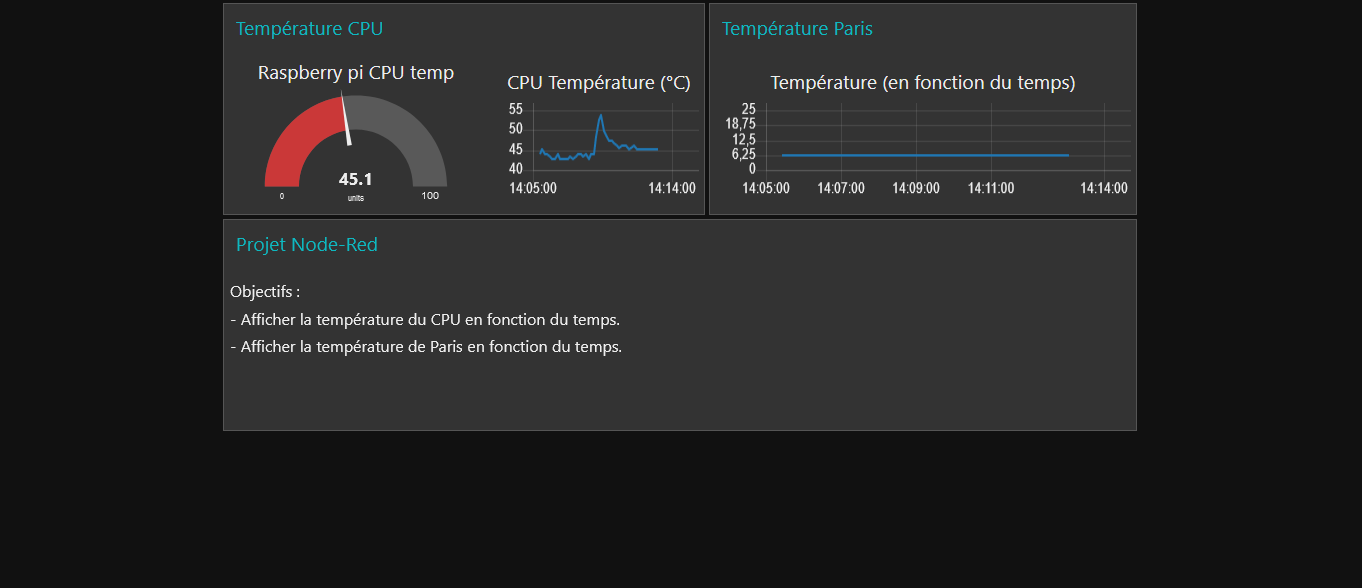 Température CPU
Raspberry pi CPU temp
45.1
units
0
100
CPU Température (°C)
55
50
45
40
14:05:00
14:14:00
Température Paris
Température (en fonction du temps)
25
18,75
12,5
6,25
0
14:05:00
14:07:00
14:09:00
14:11:00
14:14:00
Projet Node-Red
Objectifs :
- Afficher la température du CPU en fonction du temps.
- Afficher la température de Paris en fonction du temps.